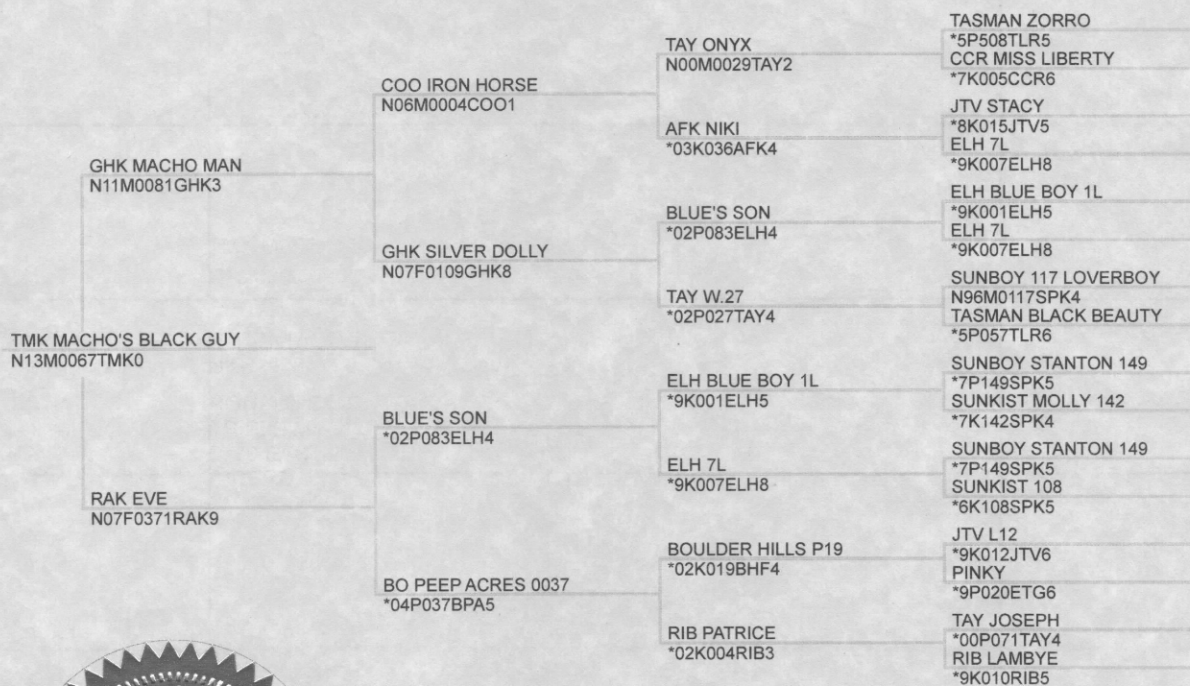 TMK MACHO'S BLACK GUY
N13M0067TMK0
GHK MACHO MAN
N11M0081GHK3
RAK EVE
N07F0371RAK9
COO IRON HORSE
N06M0004COO1
GHK SILVER DOLLY
N07F0109GHK8
BLUE'S SON
*02P083ELH4
BO PEEP ACRES 0037
*04P037BPA5
TAY ONYX
N00M0029TAY2
AFK NIKI
*03K036AFK4
BLUE'S SON
*02P083ELH4
TAY W.27
*02P027TAY4
ELH BLUE BOY 1L
*9K001ELH5
ELH 7L
*9K007ELH8
BOULDER HILLS P19
*02K019BHF4
RIB PATRICE
*02K004RIB3
TASMAN ZORRO
*5P508TLR5
CCR MISS LIBERTY
*7K005CCR6
JTV STACY
*8K015JTV5
ELH 7L
*9K007ELH8
ELH BLUE BOY 1L
*9K001ELH5
ELH 7L
*9K007ELH8
SUNBOY 117 LOVERBOY
N96M0117SPK4
TASMAN BLACK BEAUTY
*5P057TLR6
SUNBOY STANTON 149
*7P149SPK5
SUNKIST MOLLY 142
*7K142SPK4
SUNBOY STANTON 149
*7P149SPK5
SUNKIST 108
*6K108SPK5
JTV L12
*9K012JTV6
PINKY
*9P020ETG6
TAY JOSEPH
*00P071TAY4
RIB LAMBYE
*9K010RIB5